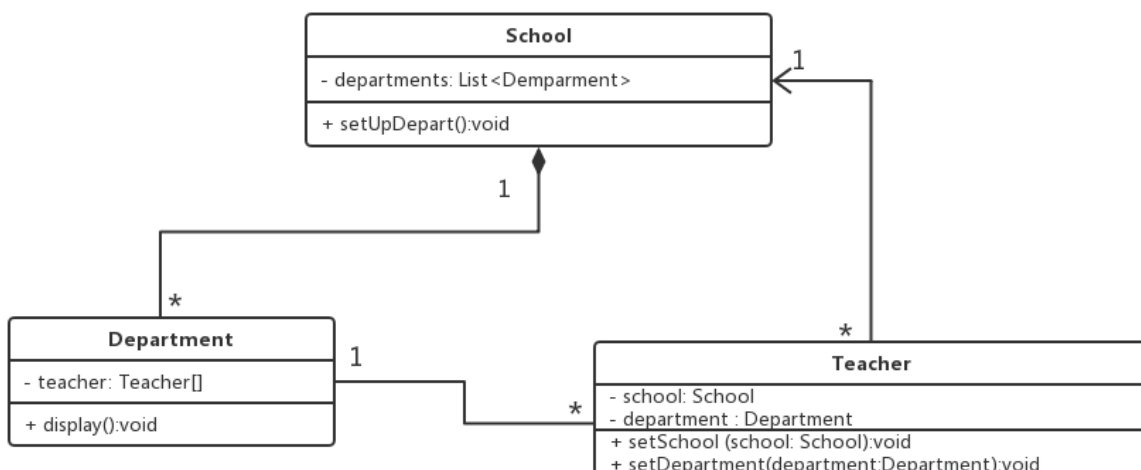 School
- departments: List<Demparment>
+ setUpDepart():void
1
1
*
Department
- teacher: Teacher[]
+ display():void
1
*
*
Teacher
- school: School
- department : Department
+ setSchool (school: School):void
+ setDepartment(department:Department):void